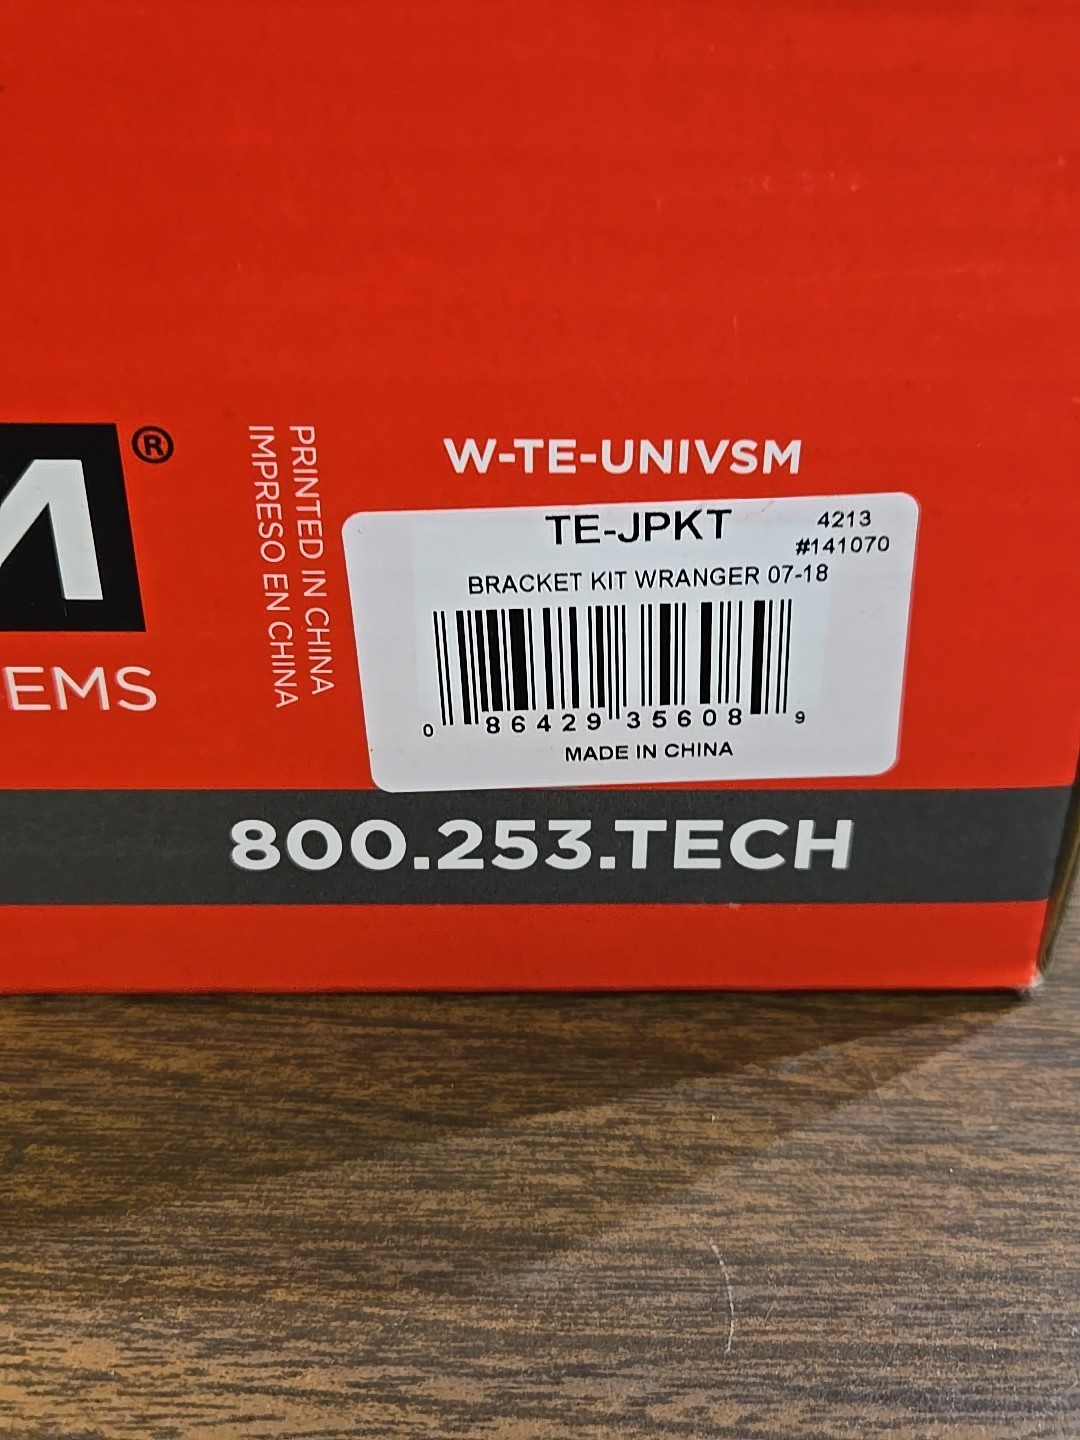 ®
EMS
PRINTED IN CHINA
IMPRESO EN CHINA
W-TE-UNIVSM
TE-JPKT
4213
#141070
BRACKET KIT WRANGER 07-18
0 86429 35608 9
MADE IN CHINA
800.253.TECH